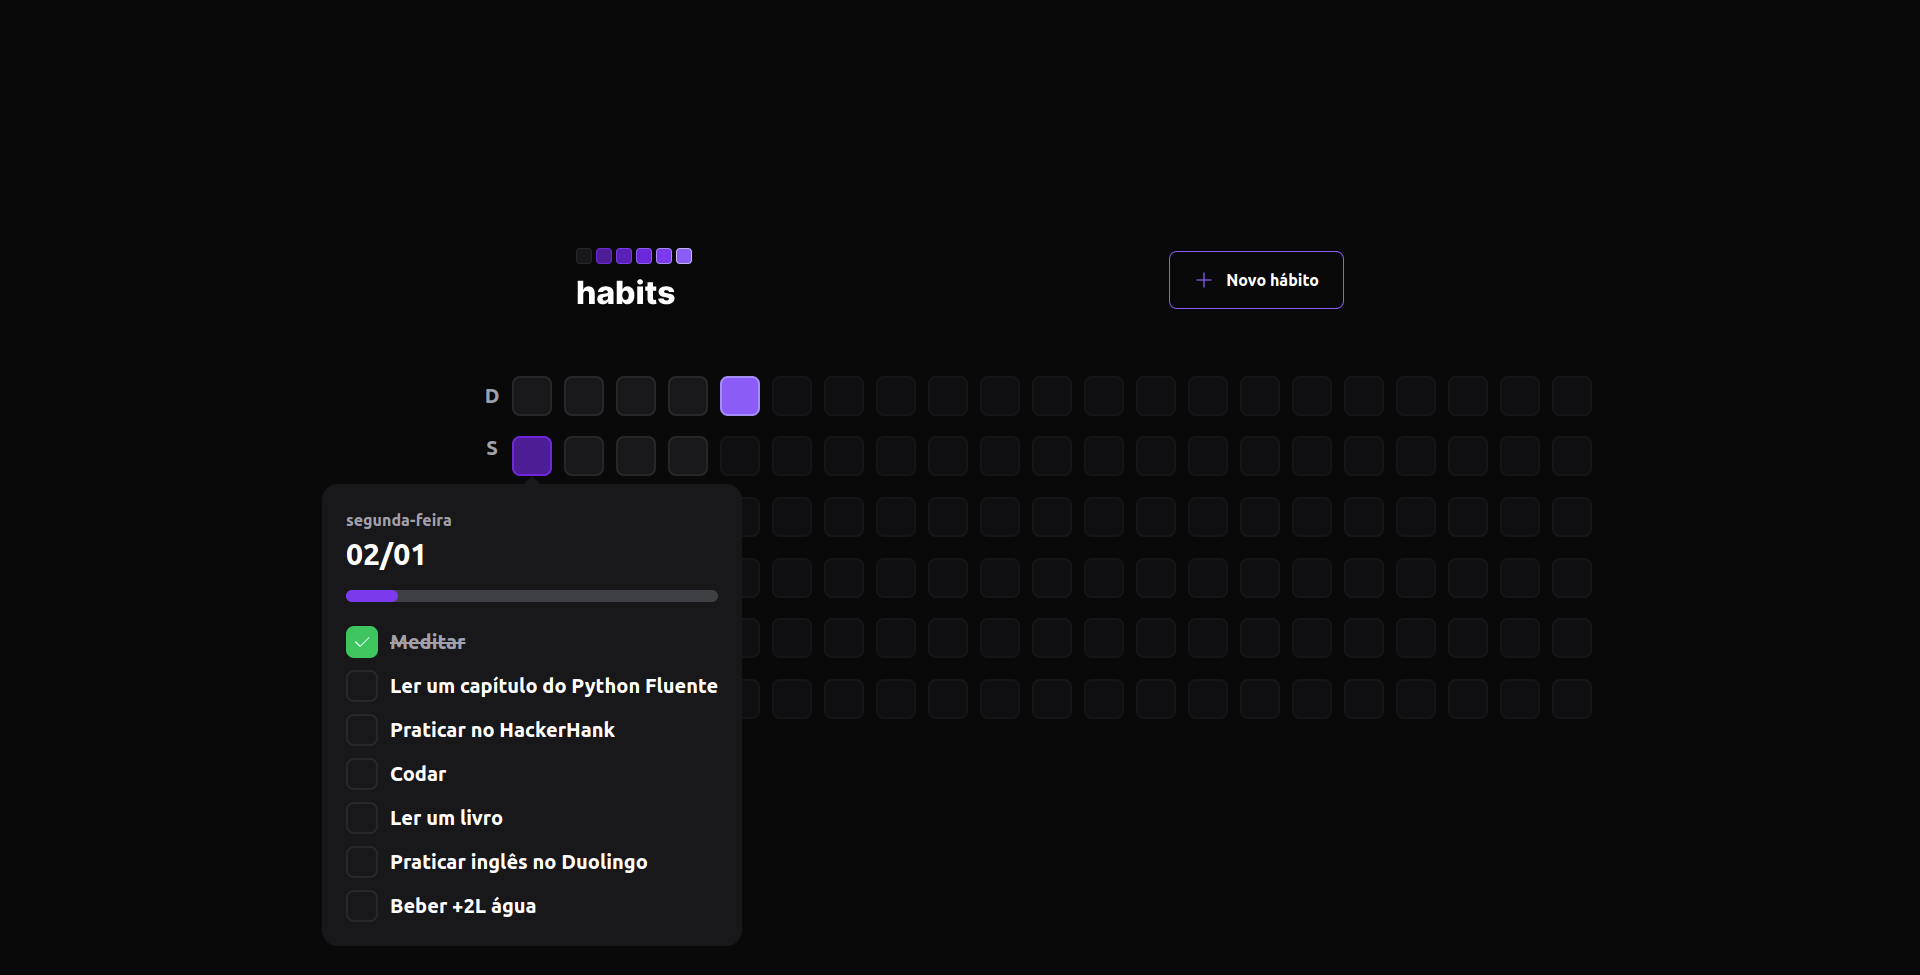 habits
Novo hábito
D
S
segunda-feira
02/01
Meditar
Ler um capítulo do Python Fluente
Praticar no HackerHank
Codar
Ler um livro
Praticar inglês no Duolingo
Beber +2L água